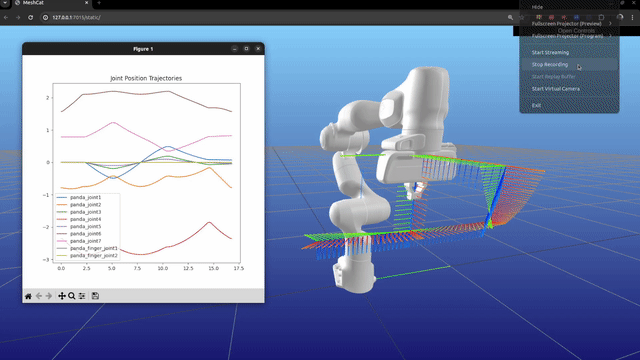 MeshCat
127.0.0.1:7015/static/
Hide
Fullscreen Projector (Preview)
Open Controls
Fullscreen Projector (Program)
Start Streaming
Stop Recording
Start Replay Buffer
Start Virtual Camera
Exit
Figure 1
Joint Position Trajectories
2
1
0
−1
−2
−3
panda_joint1
panda_joint2
panda_joint3
panda_joint4
panda_joint5
panda_joint6
panda_joint7
panda_finger_joint1
panda_finger_joint2
0.0 2.5 5.0 7.5 10.0 12.5 15.0 17.5